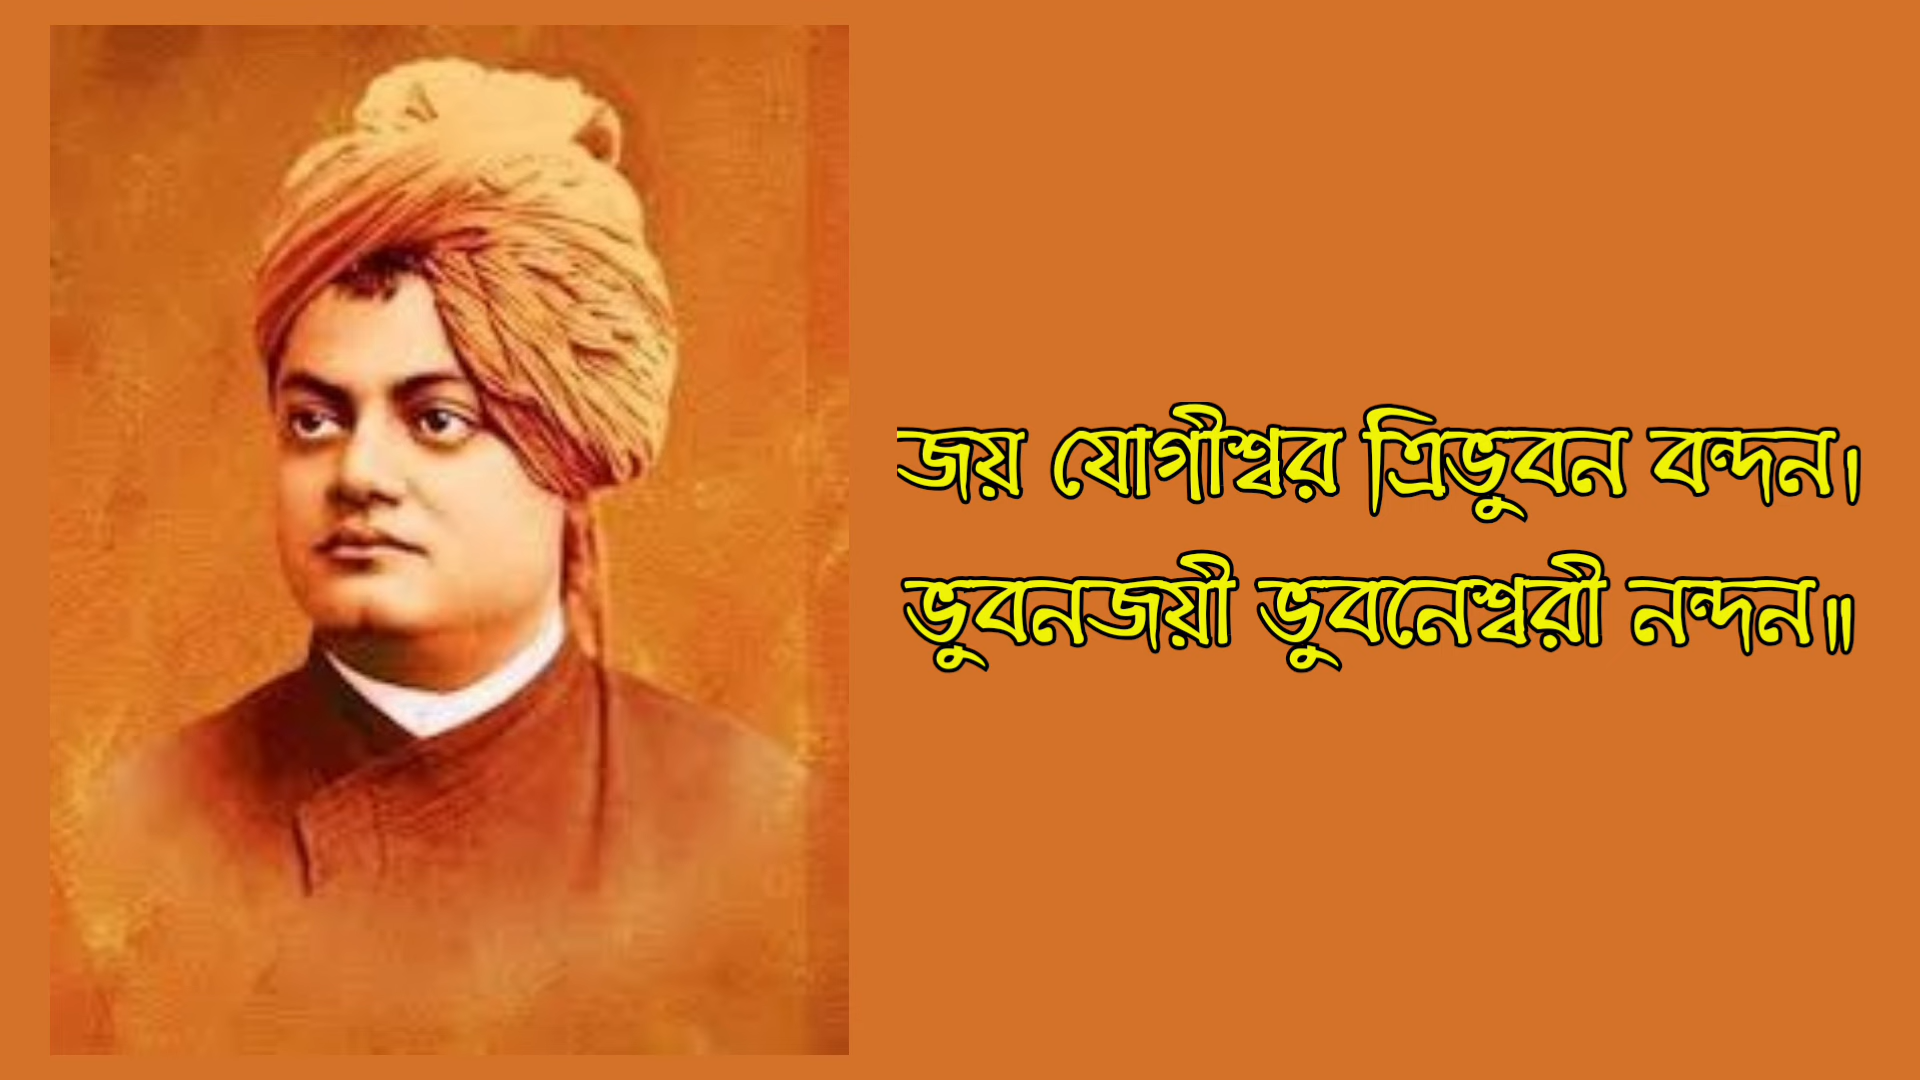 জয় যোগীশ্বর ত্রিভুবন বন্দন।
ভুবনজয়ী ভুবনেশ্বরী নন্দন॥